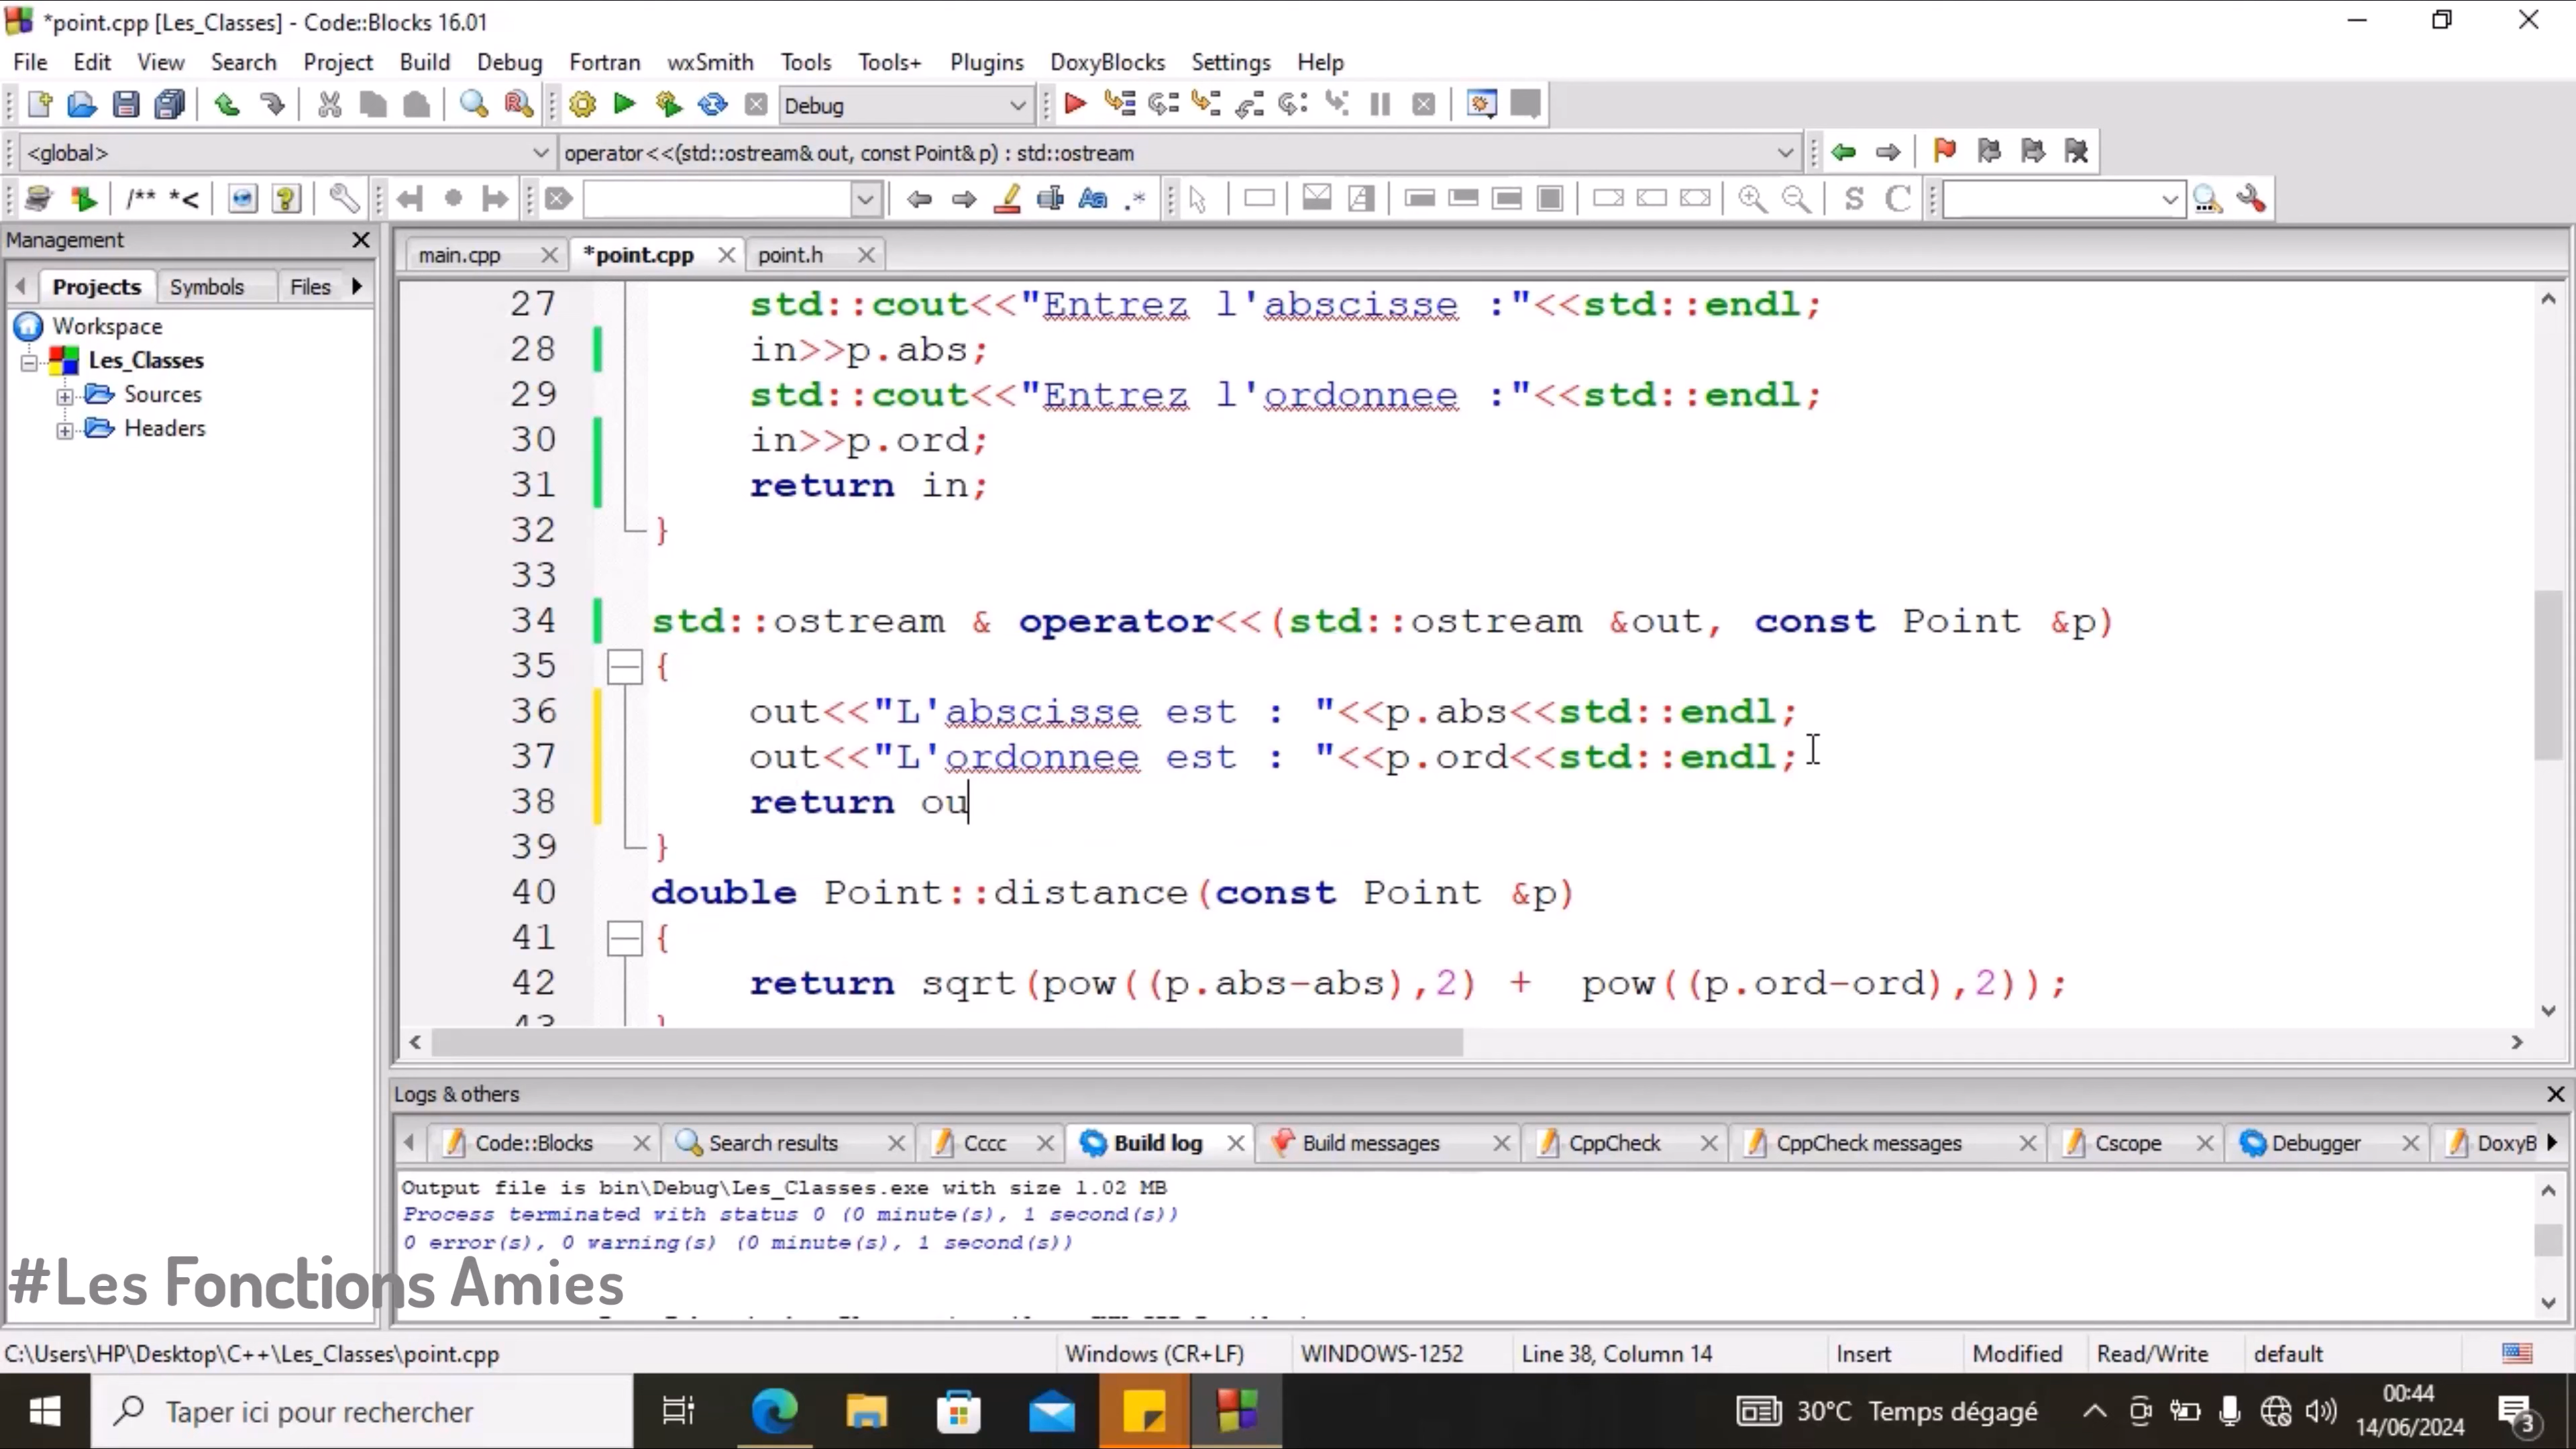 *point.cpp [Les_Classes] - Code::Blocks 16.01
File Edit View Search Project Build Debug Fortran wxSmith Tools Tools+ Plugins DoxyBlocks Settings Help
Debug
<global> operator<<(std::ostream& out, const Point& p) : std::ostream
/** *< Aa .* S C
Management
main.cpp *point.cpp point.h
Projects Symbols Files
Workspace
Les_Classes
Sources
Headers
27 std::cout<<"Entrez l'abscisse :"<<std::endl;
28 in>>p.abs;
29 std::cout<<"Entrez l'ordonnee :"<<std::endl;
30 in>>p.ord;
31 return in;
32 }
33
34 std::ostream & operator<<(std::ostream &out, const Point &p)
35 {
36 out<<"L'abscisse est : "<<p.abs<<std::endl;
37 out<<"L'ordonnee est : "<<p.ord<<std::endl;
38 return ou
39 }
40 double Point::distance(const Point &p)
41 {
42 return sqrt(pow((p.abs-abs),2) + pow((p.ord-ord),2));
43 }
Logs & others
Code::Blocks Search results Cccc Build log Build messages CppCheck CppCheck messages Cscope Debugger DoxyB
Output file is bin\Debug\Les_Classes.exe with size 1.02 MB
Process terminated with status 0 (0 minute(s), 1 second(s))
0 error(s), 0 warning(s) (0 minute(s), 1 second(s))
#Les Fonctions Amies
C:\Users\HP\Desktop\C++\Les_Classes\point.cpp Windows (CR+LF) WINDOWS-1252 Line 38, Column 14 Insert Modified Read/Write default
Taper ici pour rechercher
30°C Temps dégagé
00:44
14/06/2024
3